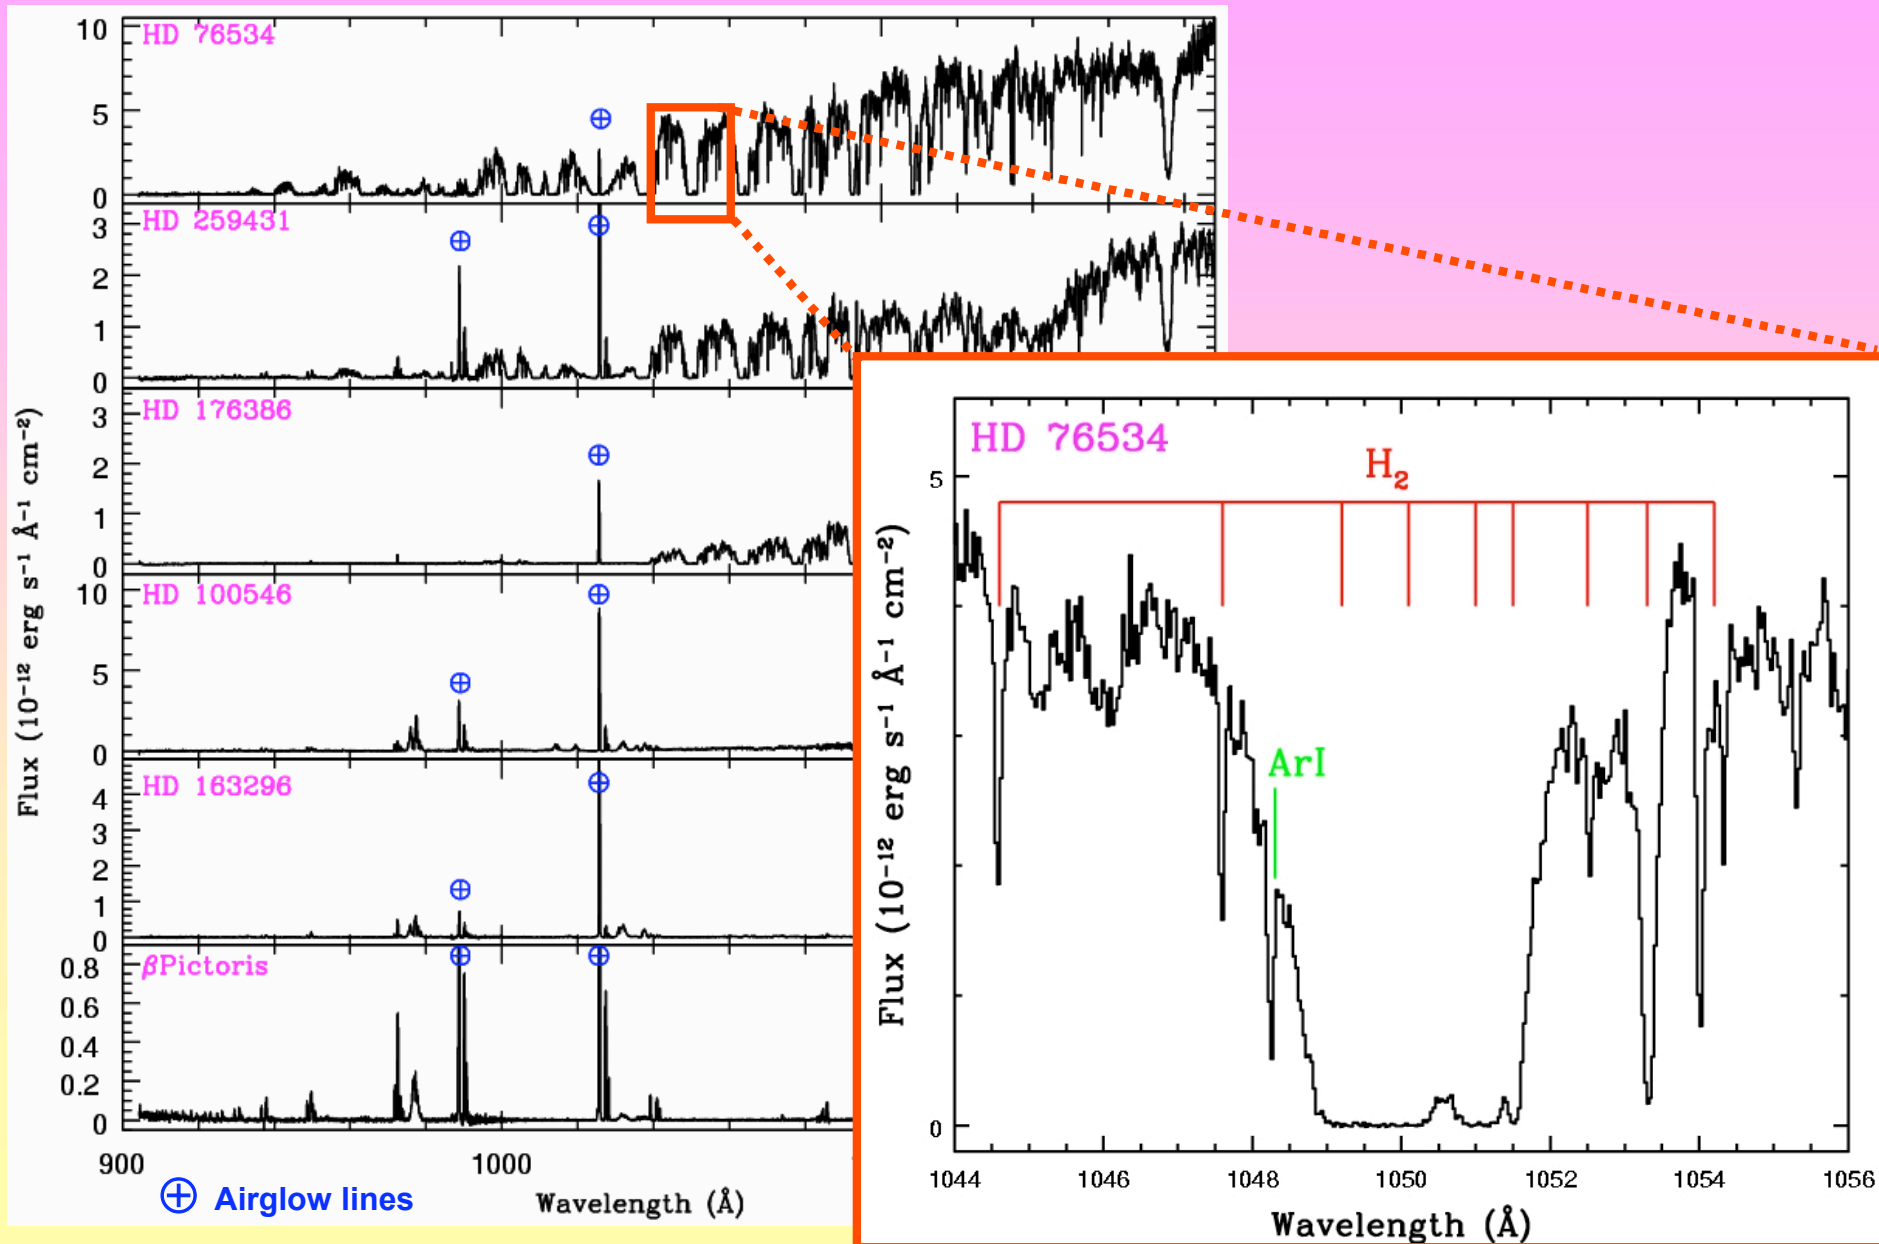 10
HD 76534
5
0
3
HD 259431
2
1
0
3
HD 176386
2
1
0
10
HD 100546
5
0
4
HD 163296
3
2
1
0
0.8
βPictoris
0.6
0.4
0.2
0
Flux (10⁻¹² erg s⁻¹ Å⁻¹ cm⁻²)
900
1000
Wavelength (Å)
⊕ Airglow lines
HD 76534
H₂
ArI
5
0
Flux (10⁻¹² erg s⁻¹ Å⁻¹ cm⁻²)
1044 1046 1048 1050 1052 1054 1056
Wavelength (Å)